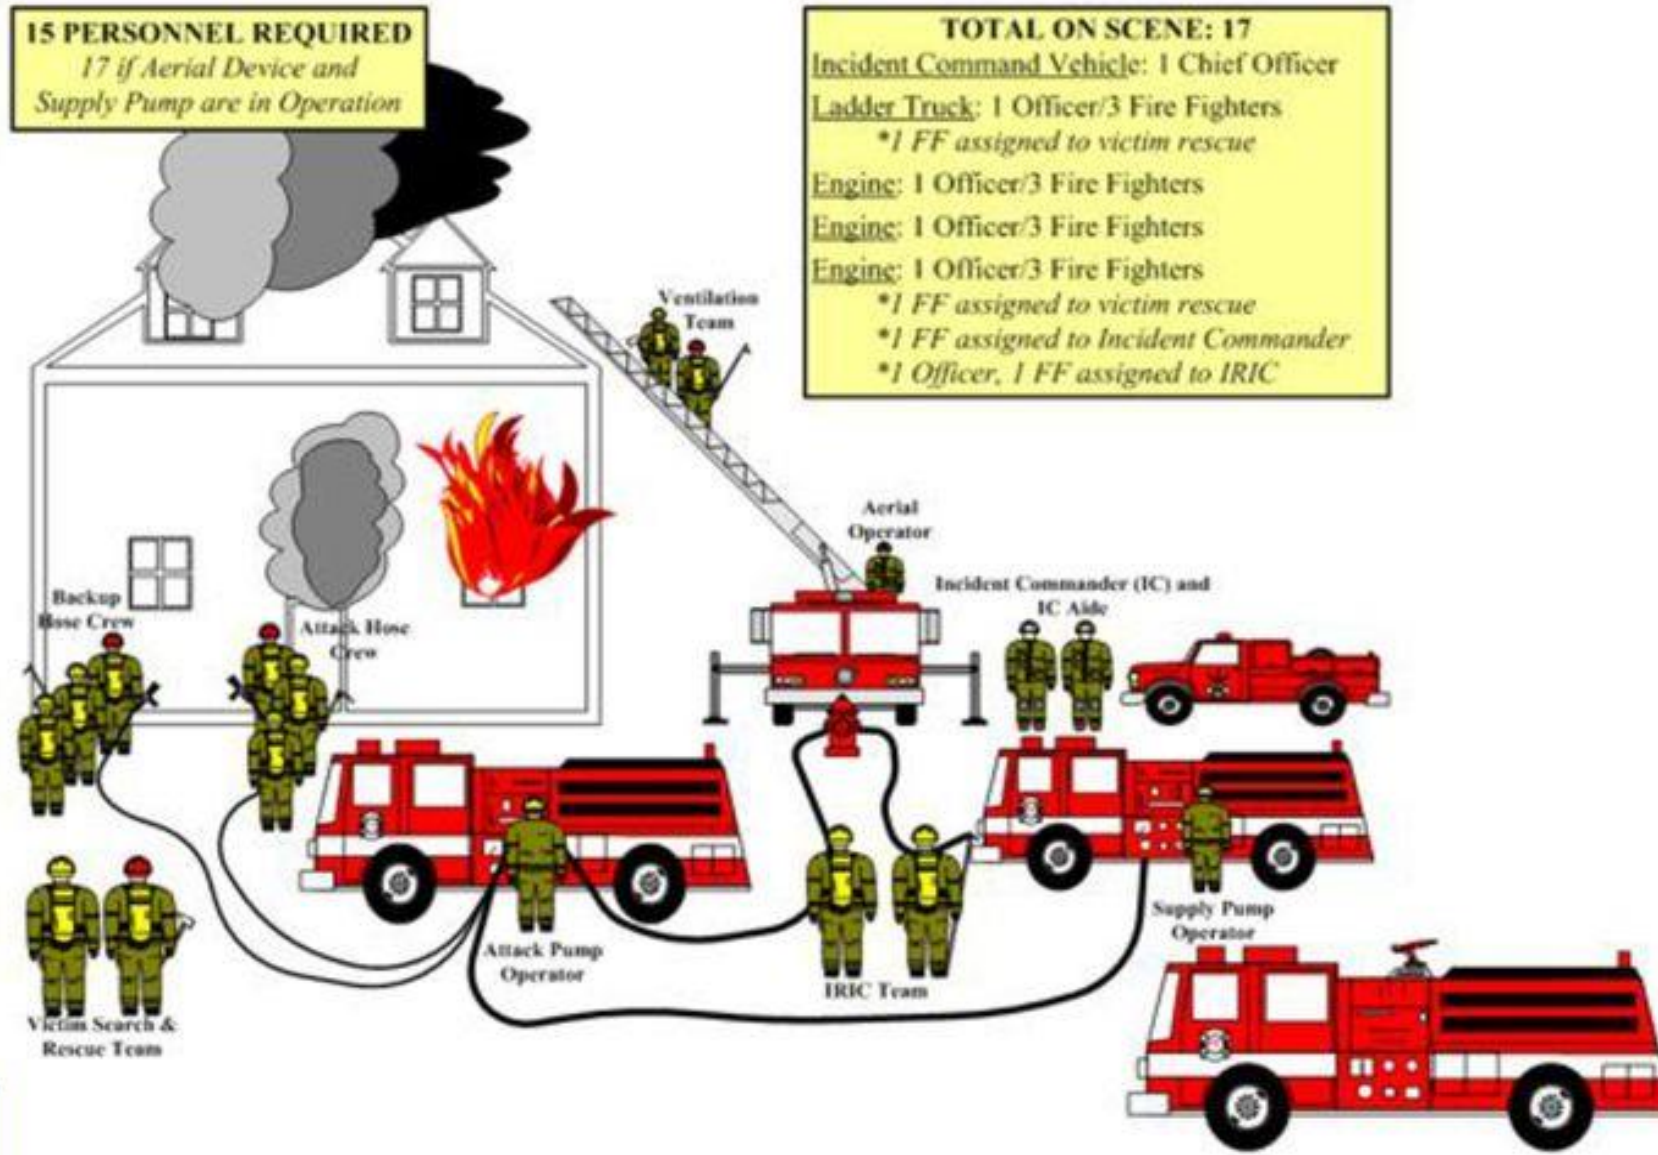 15 PERSONNEL REQUIRED
17 if Aerial Device and
Supply Pump are in Operation
TOTAL ON SCENE: 17
Incident Command Vehicle: 1 Chief Officer
Ladder Truck: 1 Officer/3 Fire Fighters
*1 FF assigned to victim rescue
Engine: 1 Officer/3 Fire Fighters
Engine: 1 Officer/3 Fire Fighters
Engine: 1 Officer/3 Fire Fighters
*1 FF assigned to victim rescue
*1 FF assigned to Incident Commander
*1 Officer, 1 FF assigned to IRIC
Ventilation
Team
Aerial
Operator
Incident Commander (IC) and
IC Aide
Backup
Hose Crew
Attack Hose
Crew
Attack Pump
Operator
IRIC Team
Supply Pump
Operator
Victim Search &
Rescue Team